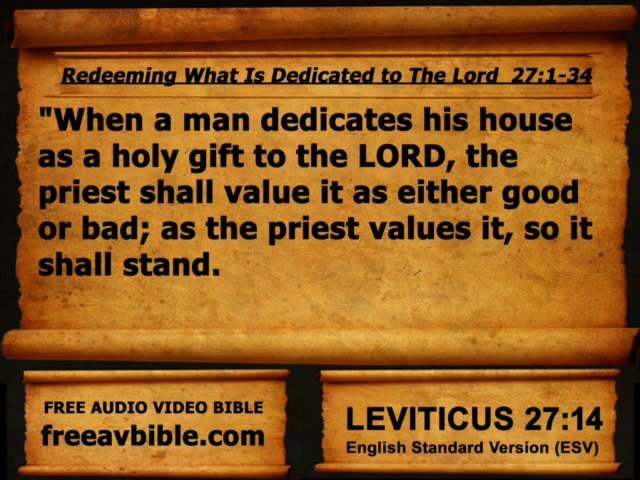 Redeeming What Is Dedicated to The Lord 27:1-34
"When a man dedicates his house
as a holy gift to the LORD, the
priest shall value it as either good
or bad; as the priest values it, so it
shall stand.
FREE AUDIO VIDEO BIBLE
freeavbible.com
LEVITICUS 27:14
English Standard Version (ESV)